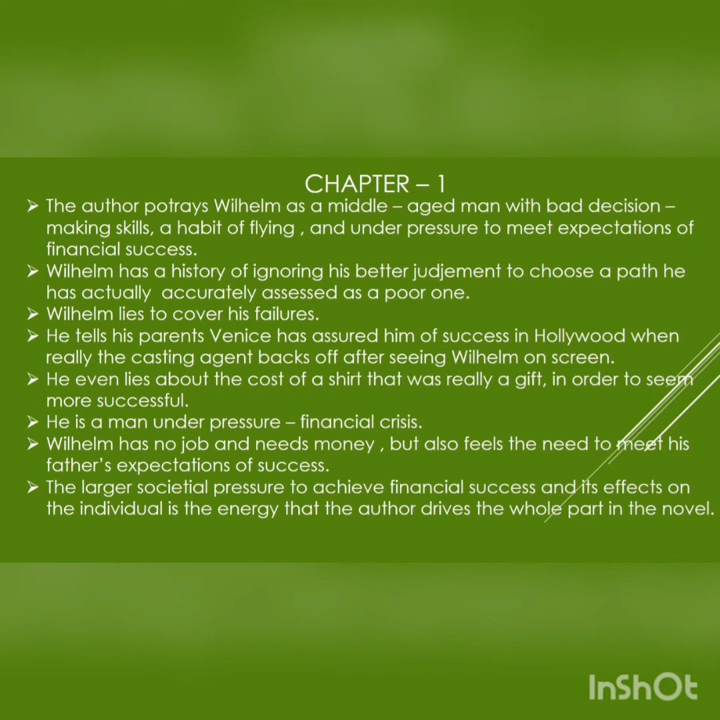 CHAPTER – 1
➤ The author potrays Wilhelm as a middle – aged man with bad decision –
making skills, a habit of flying , and under pressure to meet expectations of
financial success.
➤ Wilhelm has a history of ignoring his better judjement to choose a path he
has actually accurately assessed as a poor one.
➤ Wilhelm lies to cover his failures.
➤ He tells his parents Venice has assured him of success in Hollywood when
really the casting agent backs off after seeing Wilhelm on screen.
➤ He even lies about the cost of a shirt that was really a gift, in order to seem
more successful.
➤ He is a man under pressure – financial crisis.
➤ Wilhelm has no job and needs money , but also feels the need to meet his
father's expectations of success.
➤ The larger societial pressure to achieve financial success and its effects on
the individual is the energy that the author drives the whole part in the novel.
InShOt